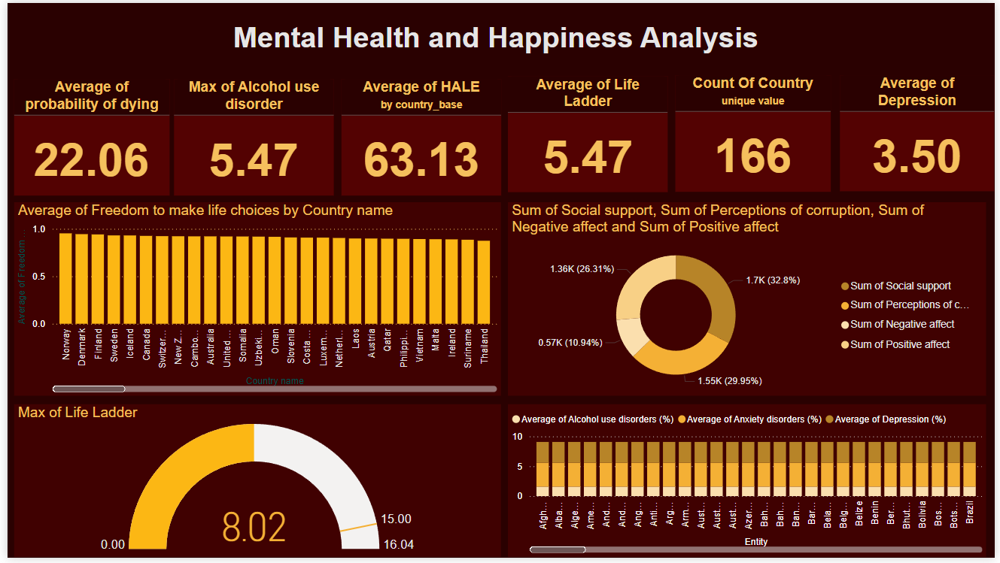 Mental Health and Happiness Analysis
Average of
probability of dying
22.06
Max of Alcohol use
disorder
5.47
Average of HALE
by country_base
63.13
Average of Life
Ladder
5.47
Count Of Country
unique value
166
Average of
Depression
3.50
Average of Freedom to make life choices by Country name
Average of Freedom ...
1.0
0.5
0.0
Norway
Denmark
Finland
Sweden
Iceland
Canada
Switzer...
New Z...
Cambo...
Australia
United...
Somalia
Uzbeki...
Oman
Slovenia
Costa ...
Luxem...
Netherl...
Laos
Austria
Qatar
Philippi...
Vietnam
Malta
Ireland
Suriname
Thailand
Country name
Sum of Social support, Sum of Perceptions of corruption, Sum of
Negative affect and Sum of Positive affect
1.36K (26.31%)
1.7K (32.8%)
0.57K (10.94%)
1.55K (29.95%)
Sum of Social support
Sum of Perceptions of c...
Sum of Negative affect
Sum of Positive affect
Max of Life Ladder
0.00
8.02
15.00
16.04
Average of Alcohol use disorders (%)
Average of Anxiety disorders (%)
Average of Depression (%)
10
5
0
Afgh...
Alba...
Alge...
Ame...
And...
And...
Ang...
Anti...
Arg...
Arm...
Aust...
Aust...
Aust...
Azer...
Bah...
Bah...
Ban...
Bar...
Bela...
Belg...
Belize
Benin
Ber...
Bhut...
Bolivia
Bos...
Bots...
Brazil
Entity